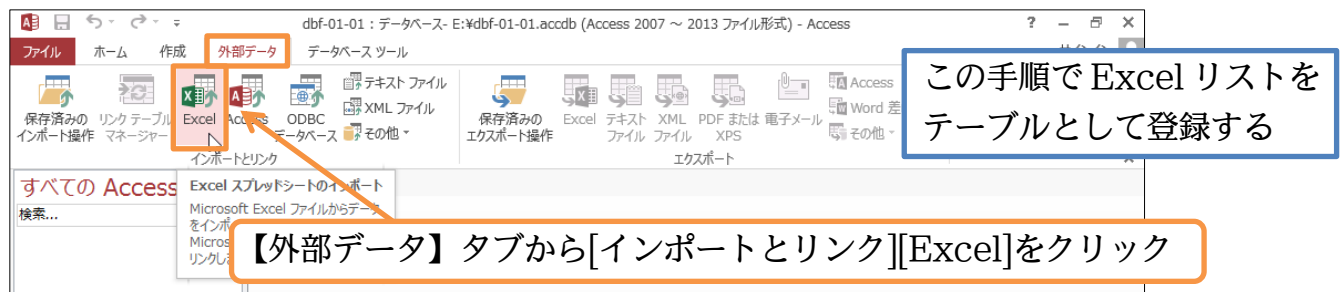 dbf-01-01 : データベース- E:¥dbf-01-01.accdb (Access 2007 ～ 2013 ファイル形式) - Access
ファイル ホーム 作成 外部データ データベース ツール
保存済みの インポート操作
リンク テーブル マネージャー
Excel
Access
ODBC データベース
テキスト ファイル
XML ファイル
その他
インポートとリンク
保存済みの エクスポート操作
Excel
テキスト ファイル
XML ファイル
PDF または XPS
電子メール
Access
Word 差
その他
エクスポート
この手順で Excel リストを
テーブルとして登録する
すべての Access
検索...
Excel スプレッドシートのインポート
Microsoft Excel ファイルからデータ
をインポ
Micros
リンクし
【外部データ】タブから[インポートとリンク][Excel]をクリック